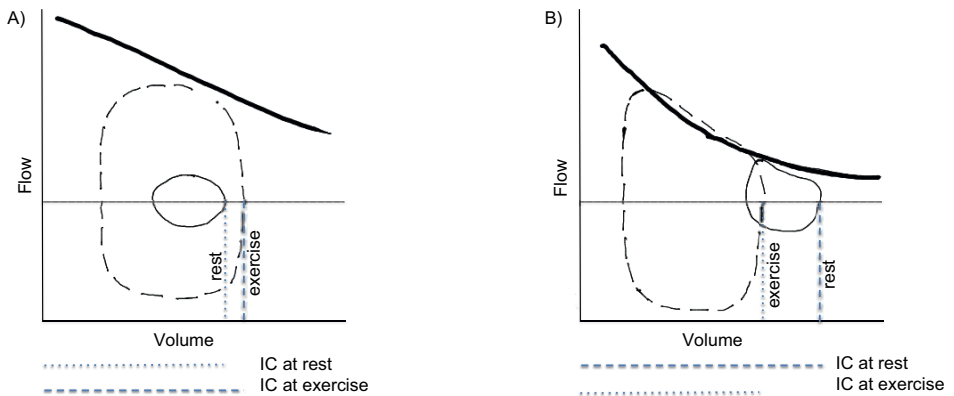 A)
Flow
rest
exercise
Volume
IC at rest
IC at exercise
B)
Flow
exercise
rest
Volume
IC at rest
IC at exercise